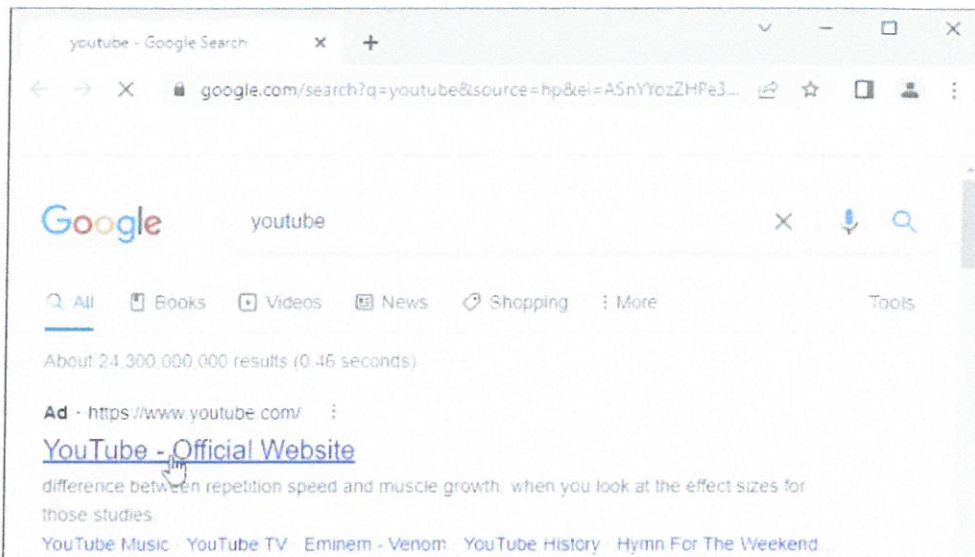 youtube - Google Search
google.com/search?q=youtube&source=hp&ei=ASnYYozZHPe3...
Google
youtube
All Books Videos News Shopping More Tools
About 24,300,000,000 results (0.46 seconds)
Ad · https://www.youtube.com/
YouTube - Official Website
difference between repetition speed and muscle growth. when you look at the effect sizes for
those studies,
YouTube Music · YouTube TV · Eminem - Venom · YouTube History · Hymn For The Weekend...